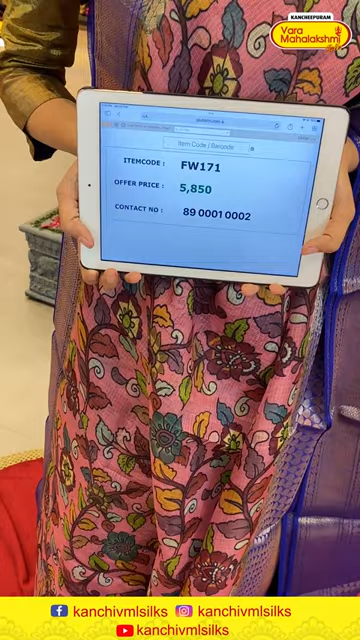 KANCHEEPURAM
Vara
Mahalakshmi
Item Code / Barcode
ITEMCODE : FW171
OFFER PRICE : 5,850
CONTACT NO : 89 0001 0002
kanchivmlsilks kanchivmlsilks
kanchivmlsilks